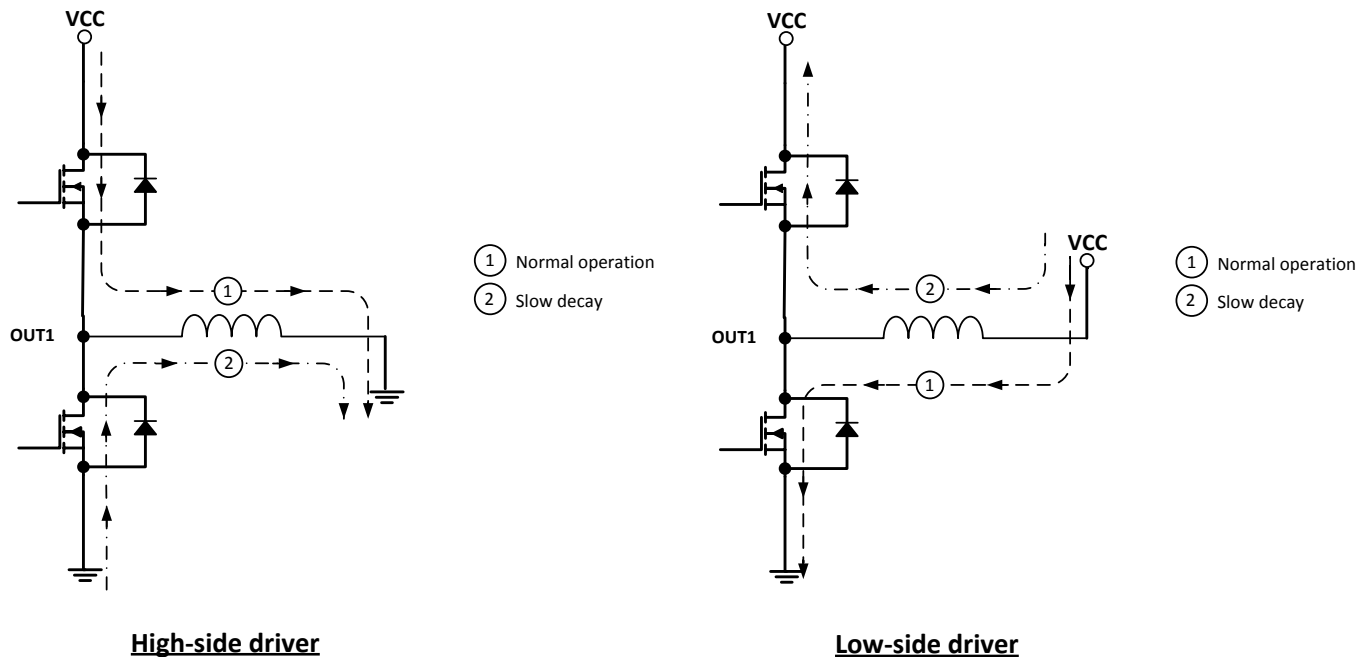 VCC
1
1 Normal operation
2 Slow decay
OUT1
2
High-side driver
VCC
VCC
2
1 Normal operation
2 Slow decay
OUT1
1
Low-side driver